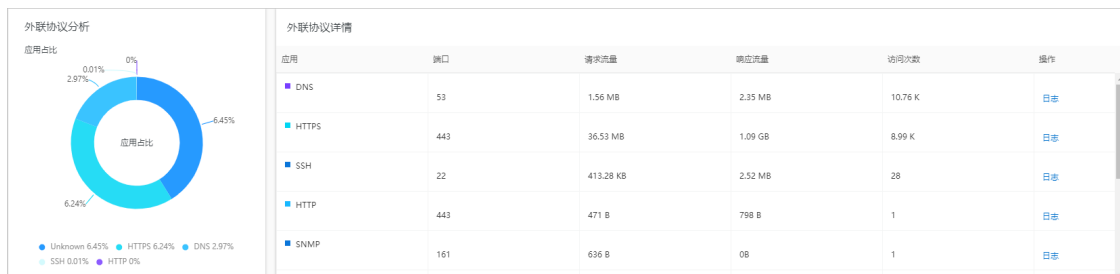 外联协议分析
应用占比
0%
0.01%
2.97%
6.45%
应用占比
6.24%
Unknown 6.45% HTTPS 6.24% DNS 2.97%
SSH 0.01% HTTP 0%
外联协议详情
应用 端口 请求流量 响应流量 访问次数 操作
DNS 53 1.56 MB 2.35 MB 10.76 K 日志
HTTPS 443 36.53 MB 1.09 GB 8.99 K 日志
SSH 22 413.28 KB 2.52 MB 28 日志
HTTP 443 471 B 798 B 1 日志
SNMP 161 636 B 0B 1 日志